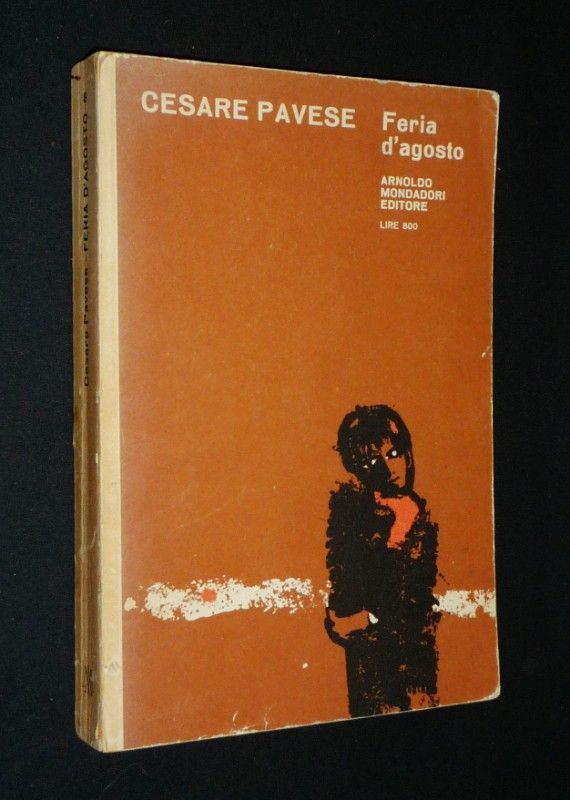 CESARE PAVESE
Feria
d'agosto
ARNOLDO
MONDADORI
EDITORE
LIRE 800
Cesare Pavese FERIA D'AGOSTO